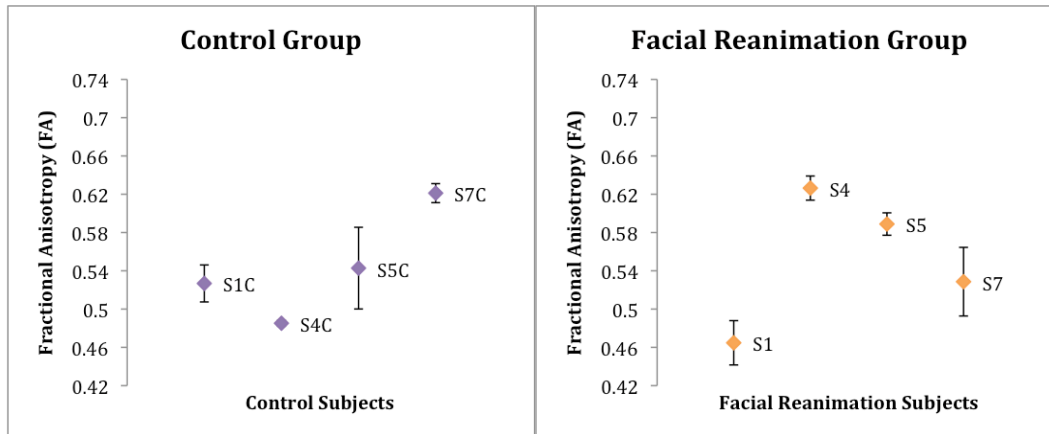 Control Group
Fractional Anisotropy (FA)
0.74
0.7
0.66
0.62
0.58
0.54
0.5
0.46
0.42
S1C
S4C
S5C
S7C
Control Subjects
Facial Reanimation Group
Fractional Anisotropy (FA)
0.74
0.7
0.66
0.62
0.58
0.54
0.5
0.46
0.42
S1
S4
S5
S7
Facial Reanimation Subjects